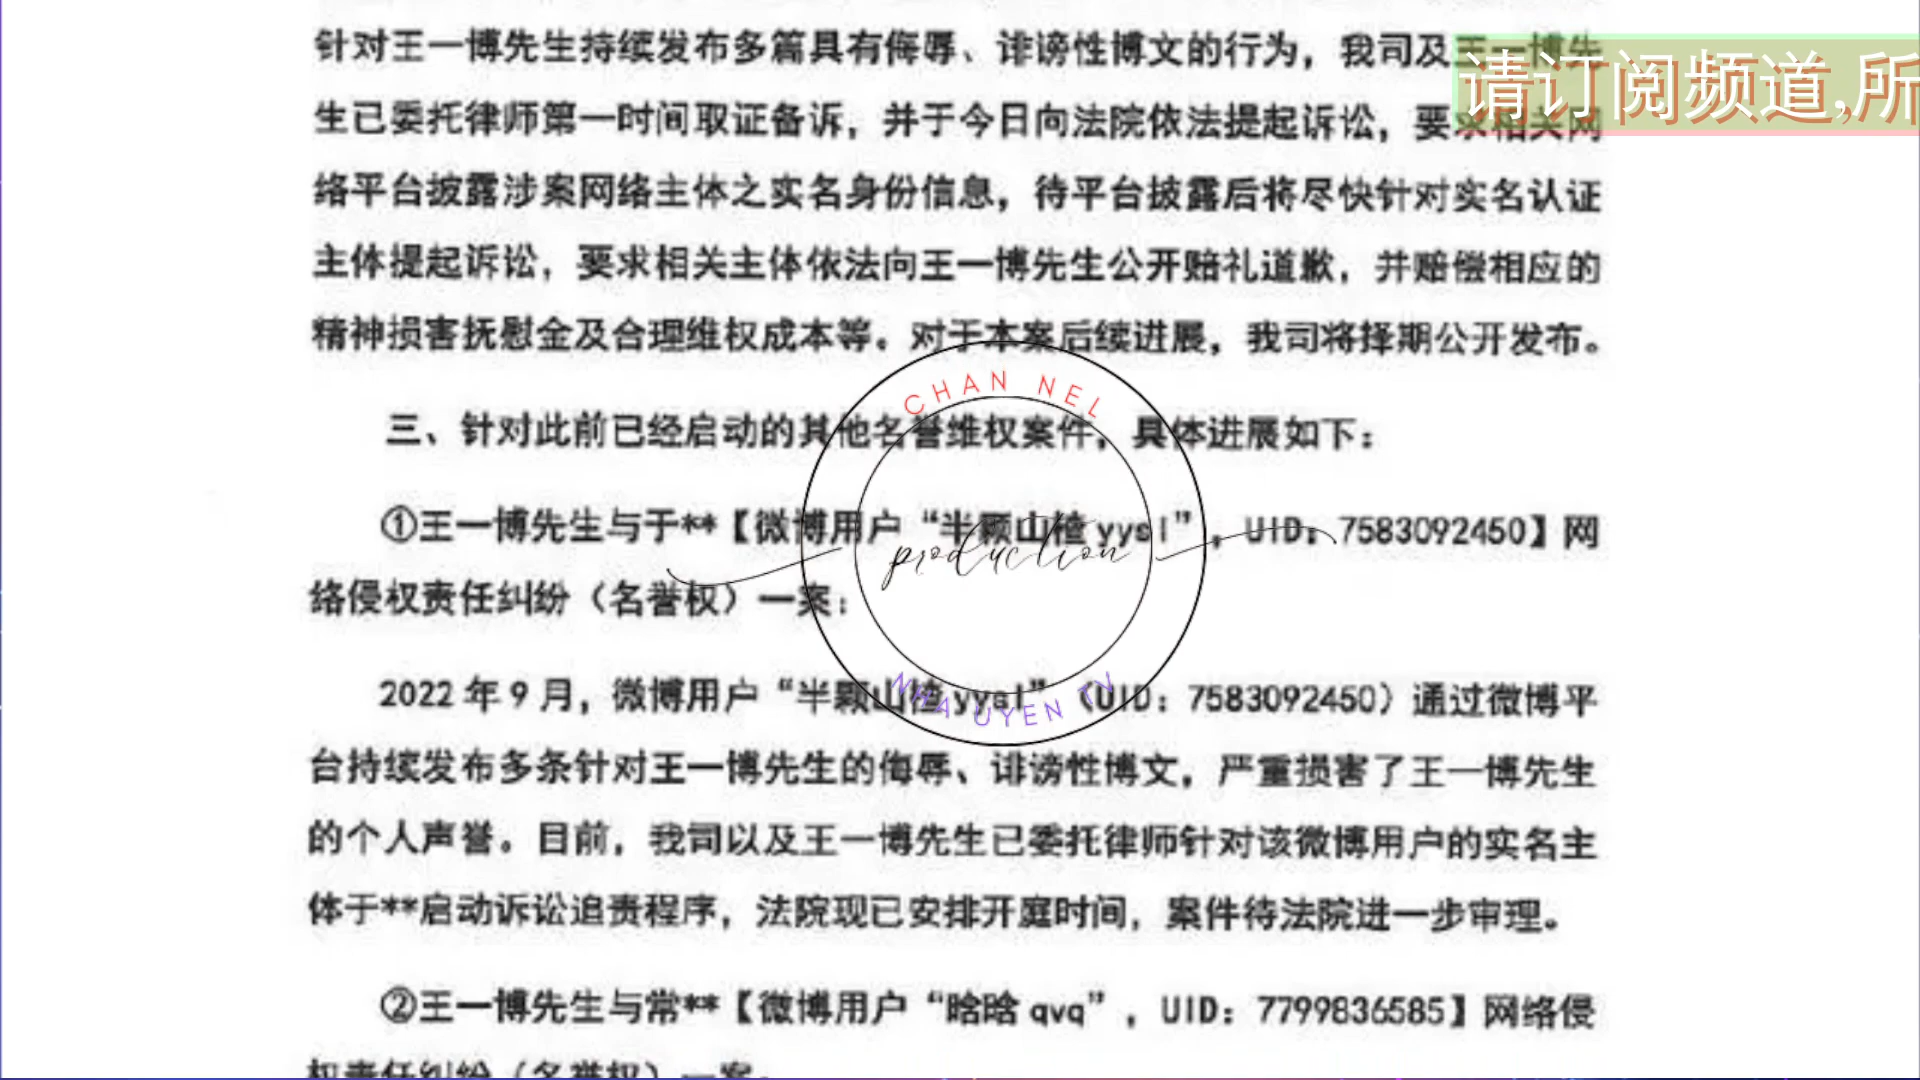 针对王一博先生持续发布多篇具有侮辱、诽谤性博文的行为，我司及王一博先
请订阅频道,所
生已委托律师第一时间取证备诉，并于今日向法院依法提起诉讼，要求相关网
络平台披露涉案网络主体之实名身份信息，待平台披露后将尽快针对实名认证
主体提起诉讼，要求相关主体依法向王一博先生公开赔礼道歉，并赔偿相应的
精神损害抚慰金及合理维权成本等。对于本案后续进展，我司将择期公开发布。
CHAN NEL
三、针对此前已经启动的其他名誉维权案件，具体进展如下：
①王一博先生与于**【微博用户“半颗山楂yysl”，UID：7583092450】网
production
络侵权责任纠纷（名誉权）一案：
2022年9月，微博用户“半颗山楂yysl”（UID：7583092450）通过微博平
NHA UYEN TV
台持续发布多条针对王一博先生的侮辱、诽谤性博文，严重损害了王一博先生
的个人声誉。目前，我司以及王一博先生已委托律师针对该微博用户的实名主
体于**启动诉讼追责程序，法院现已安排开庭时间，案件待法院进一步审理。
②王一博先生与常**【微博用户“晗晗qvq”，UID：7799836585】网络侵
权责任纠纷（名誉权）一案：